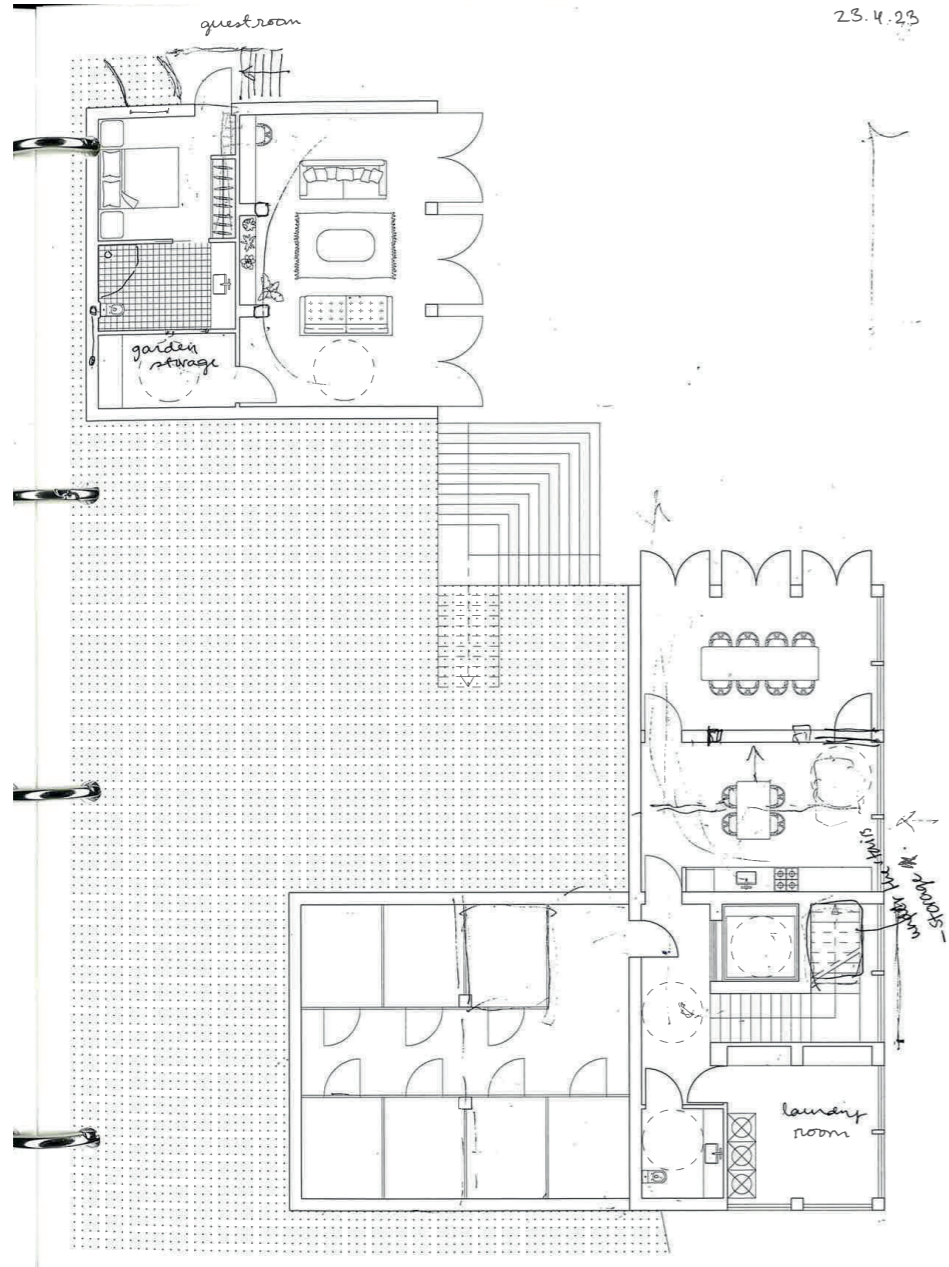 guestroom
23.4.23
garden
storage
under the stairs
- storage
laundry
room